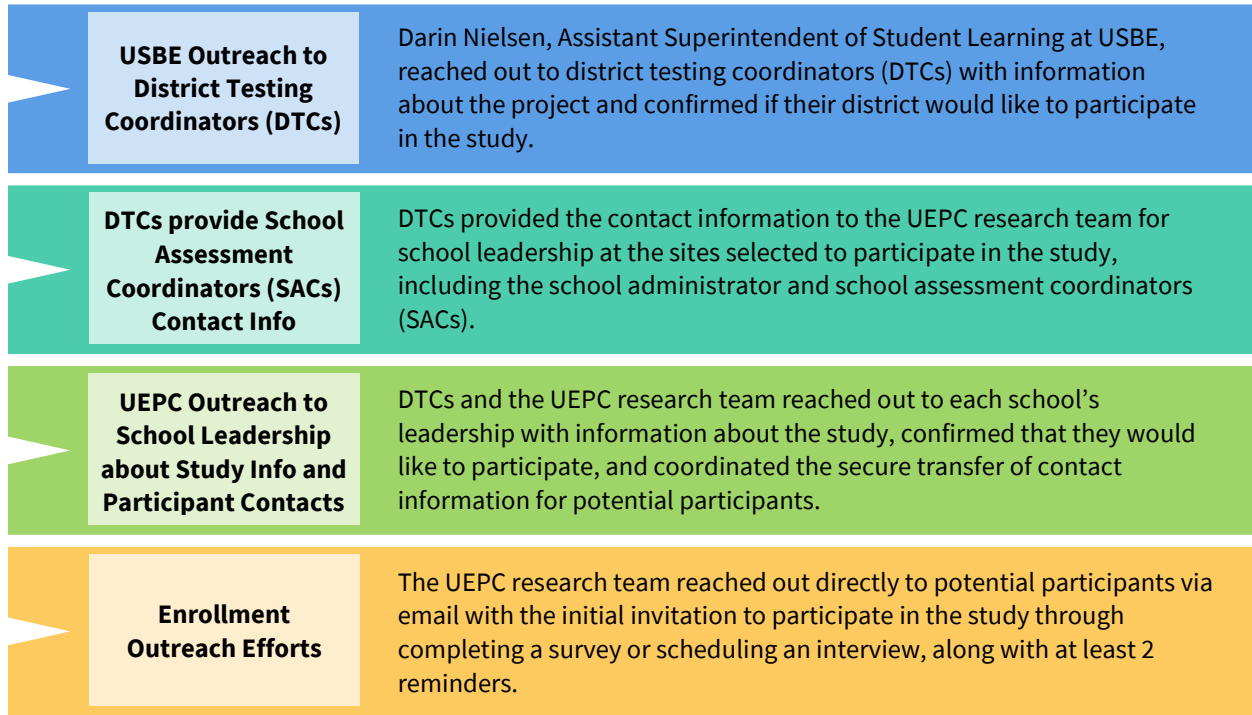 USBE Outreach to
District Testing
Coordinators (DTCs)
Darin Nielsen, Assistant Superintendent of Student Learning at USBE,
reached out to district testing coordinators (DTCs) with information
about the project and confirmed if their district would like to participate
in the study.
DTCs provide School
Assessment
Coordinators (SACs)
Contact Info
DTCs provided the contact information to the UEPC research team for
school leadership at the sites selected to participate in the study,
including the school administrator and school assessment coordinators
(SACs).
UEPC Outreach to
School Leadership
about Study Info and
Participant Contacts
DTCs and the UEPC research team reached out to each school’s
leadership with information about the study, confirmed that they would
like to participate, and coordinated the secure transfer of contact
information for potential participants.
Enrollment
Outreach Efforts
The UEPC research team reached out directly to potential participants via
email with the initial invitation to participate in the study through
completing a survey or scheduling an interview, along with at least 2
reminders.